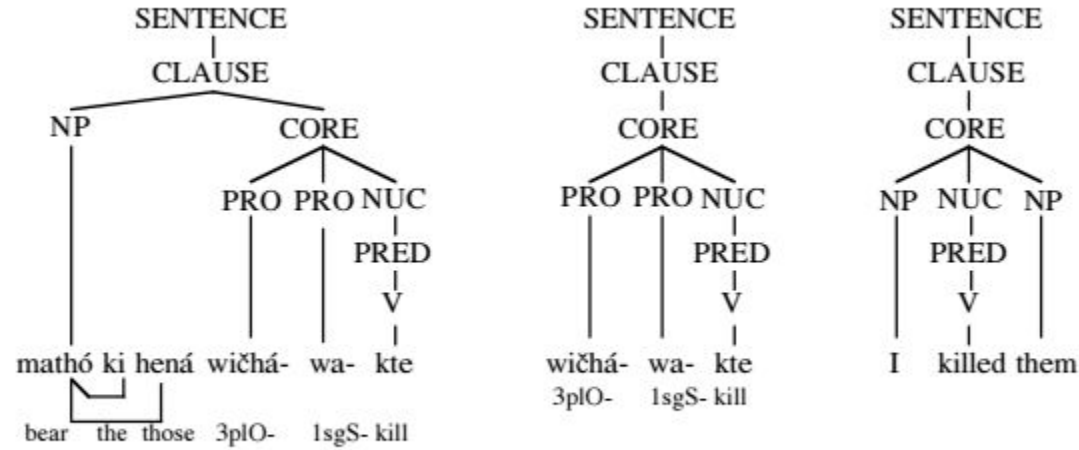 SENTENCE SENTENCE SENTENCE
CLAUSE CLAUSE CLAUSE
NP CORE CORE CORE
PRO PRO NUC PRO PRO NUC NP NUC NP
PRED PRED PRED
V V V
mathó ki hená wičhá- wa- kte wičhá- wa- kte I killed them
3plO- 1sgS- kill
bear the those 3plO- 1sgS- kill